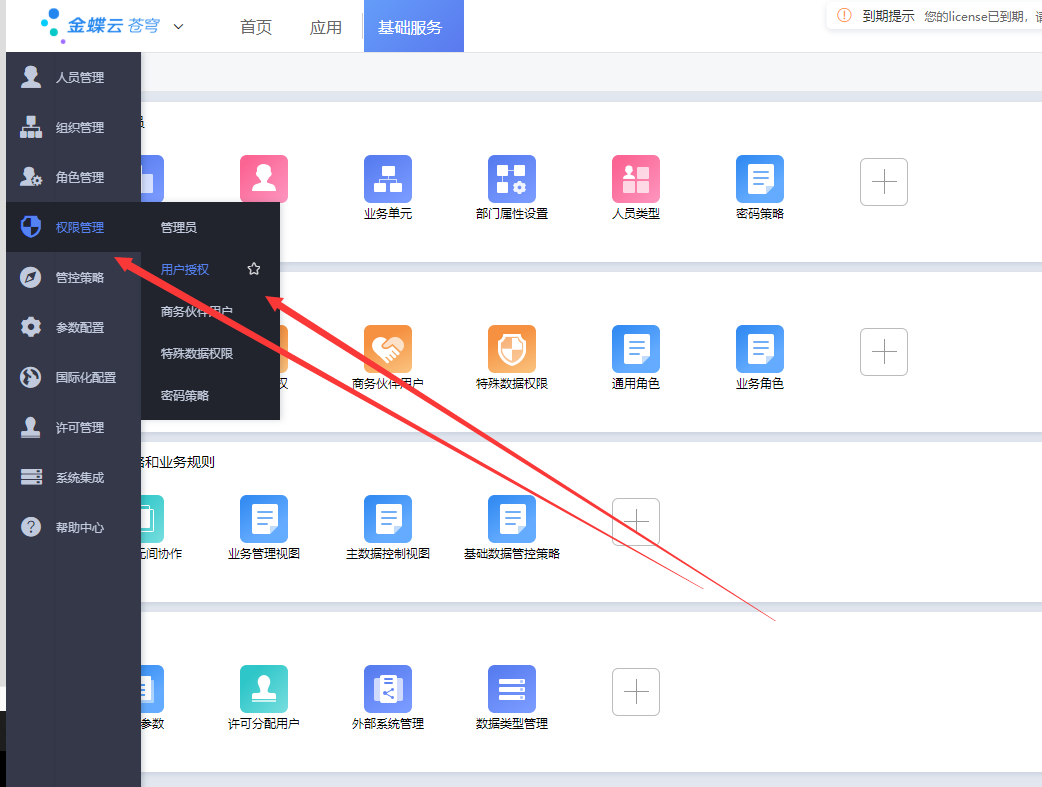 金蝶云 苍穹
首页
应用
基础服务
到期提示 您的license已到期，
人员管理
组织管理
角色管理
权限管理
管控策略
参数配置
国际化配置
许可管理
系统集成
帮助中心
管理员
用户授权
商务伙伴用户
特殊数据权限
密码策略
员
业务单元
部门属性设置
人员类型
密码策略
权
商务伙伴用户
特殊数据权限
通用角色
业务角色
和业务规则
间协作
业务管理视图
主数据控制视图
基础数据管控策略
参数
许可分配用户
外部系统管理
数据类型管理